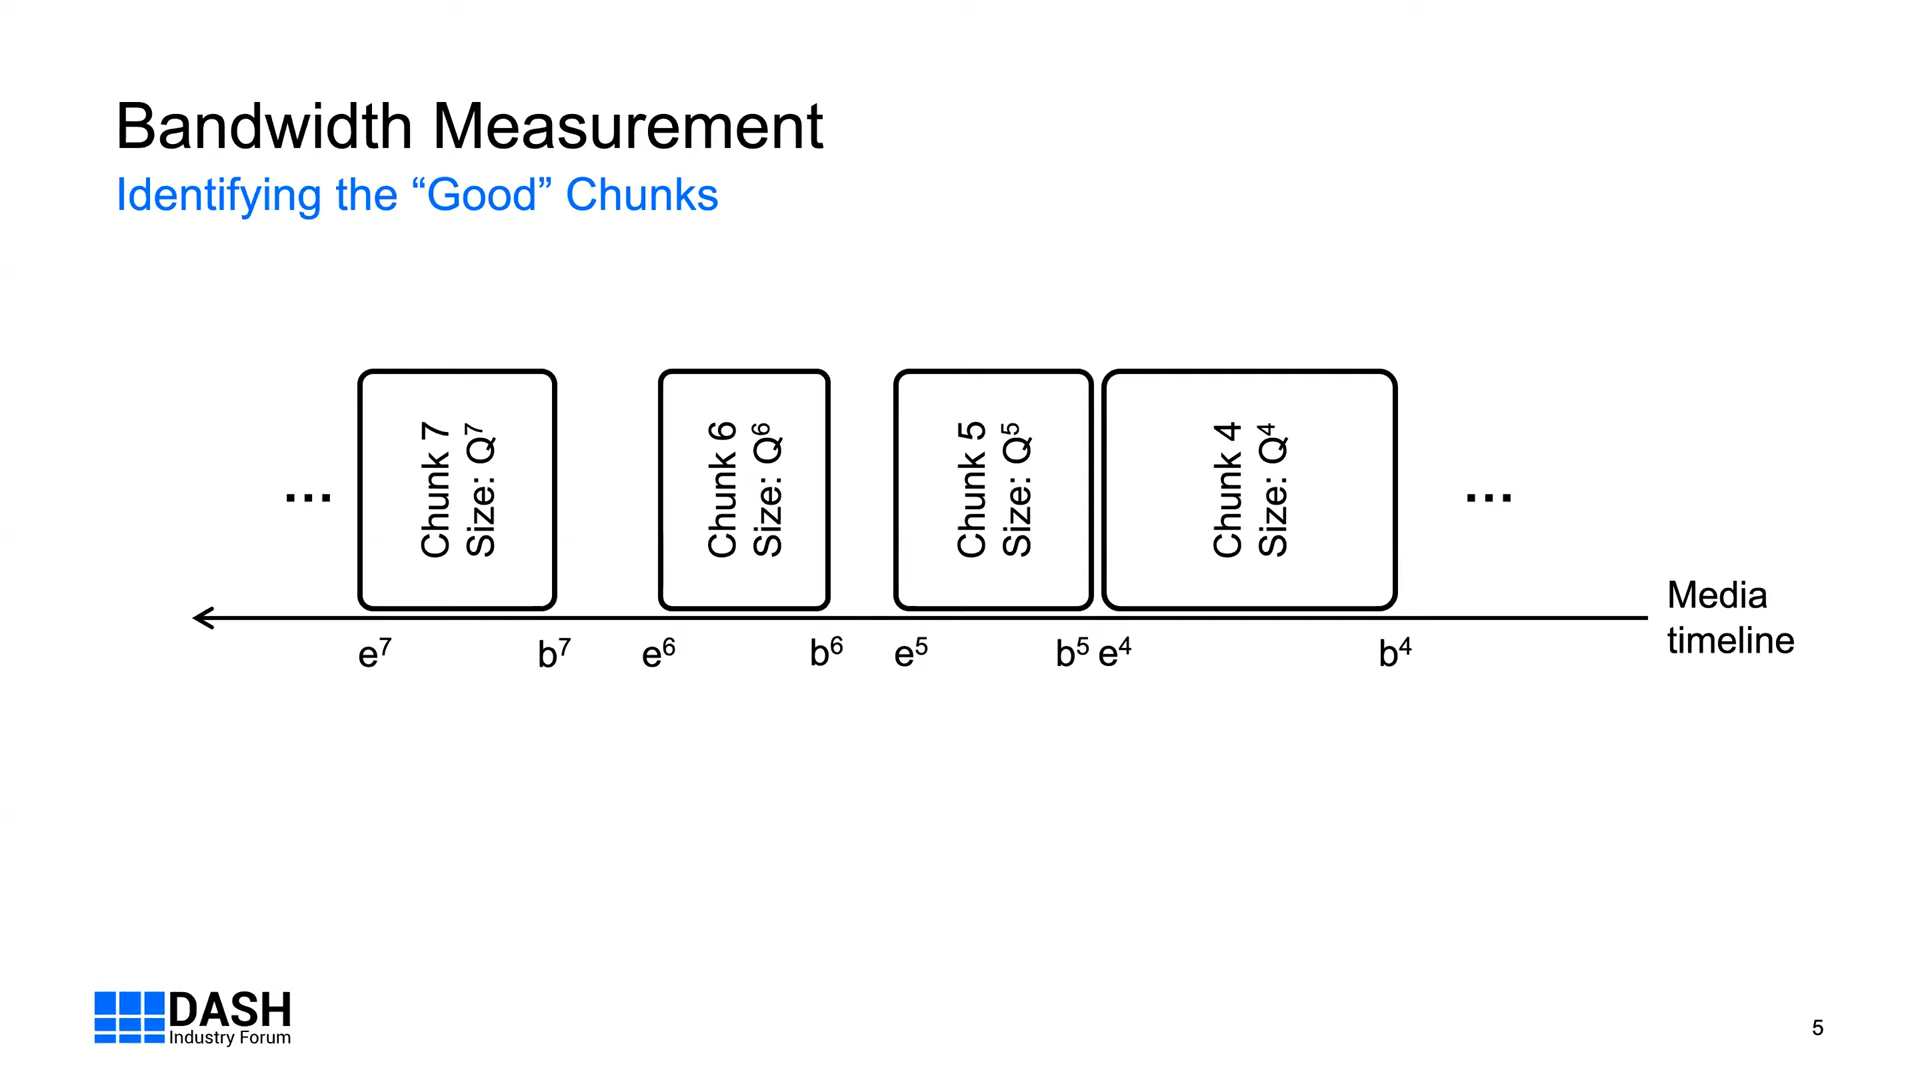 Bandwidth Measurement
Identifying the “Good” Chunks
...
Chunk 7
Size: Q⁷
Chunk 6
Size: Q⁶
Chunk 5
Size: Q⁵
Chunk 4
Size: Q⁴
...
Media
timeline
e⁷ b⁷ e⁶ b⁶ e⁵ b⁵ e⁴ b⁴
DASH
Industry Forum
5